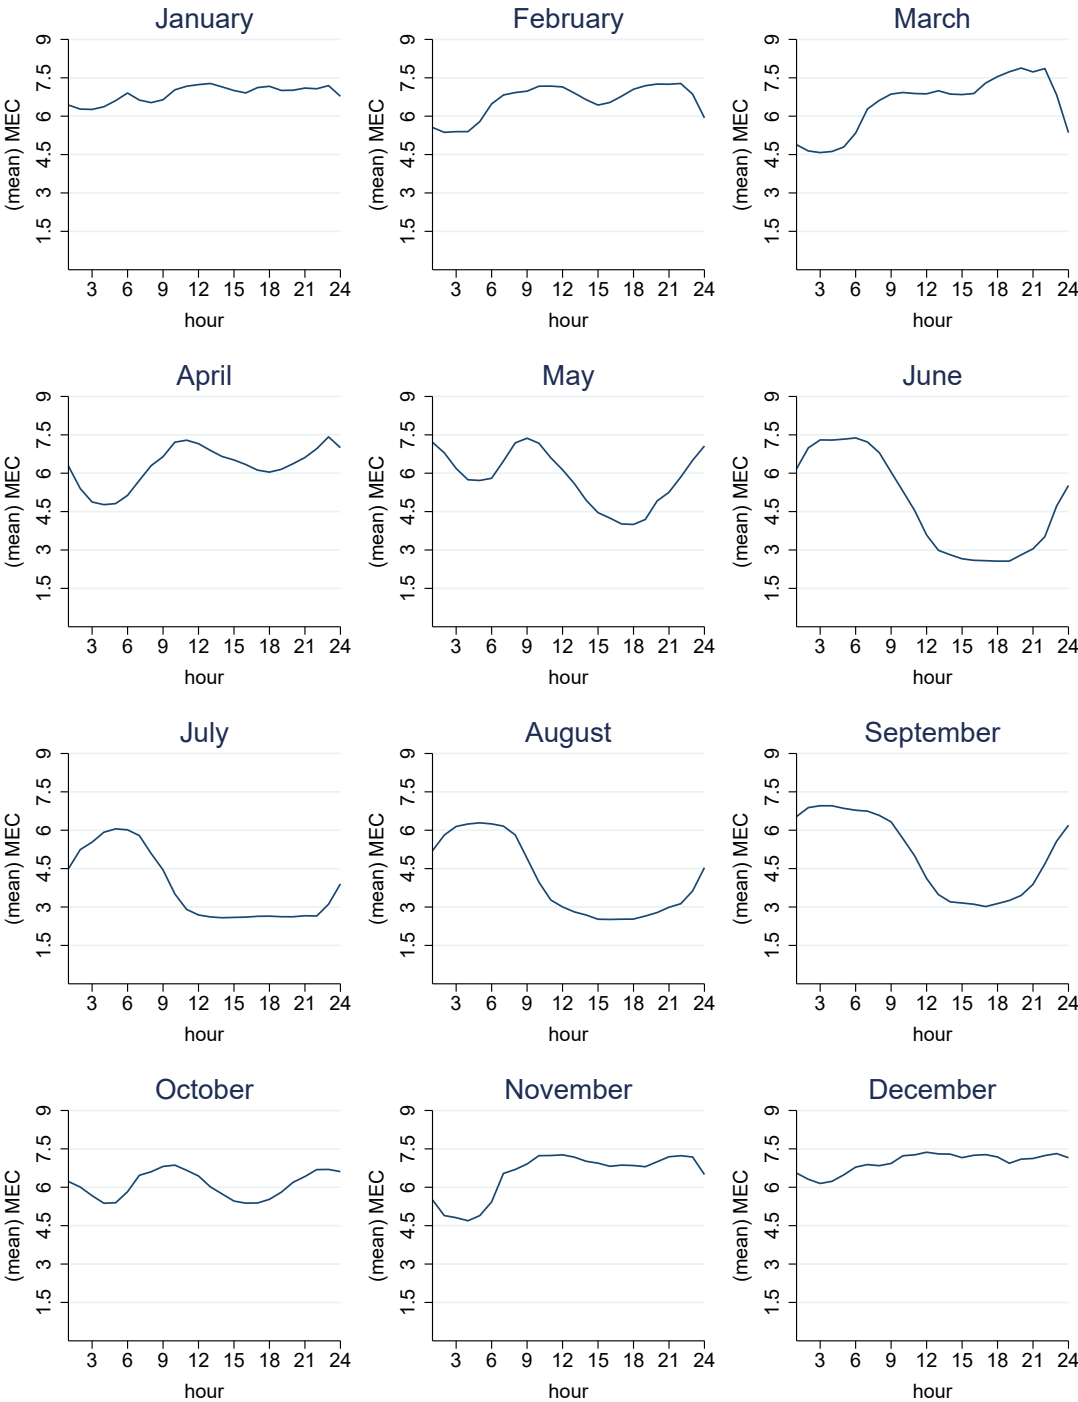 January February March
9 9 9
7.5 7.5 7.5
6 6 6
4.5 4.5 4.5
3 3 3
1.5 1.5 1.5
(mean) MEC (mean) MEC (mean) MEC
3 6 9 12 15 18 21 24 3 6 9 12 15 18 21 24 3 6 9 12 15 18 21 24
hour hour hour
April May June
9 9 9
7.5 7.5 7.5
6 6 6
4.5 4.5 4.5
3 3 3
1.5 1.5 1.5
(mean) MEC (mean) MEC (mean) MEC
3 6 9 12 15 18 21 24 3 6 9 12 15 18 21 24 3 6 9 12 15 18 21 24
hour hour hour
July August September
9 9 9
7.5 7.5 7.5
6 6 6
4.5 4.5 4.5
3 3 3
1.5 1.5 1.5
(mean) MEC (mean) MEC (mean) MEC
3 6 9 12 15 18 21 24 3 6 9 12 15 18 21 24 3 6 9 12 15 18 21 24
hour hour hour
October November December
9 9 9
7.5 7.5 7.5
6 6 6
4.5 4.5 4.5
3 3 3
1.5 1.5 1.5
(mean) MEC (mean) MEC (mean) MEC
3 6 9 12 15 18 21 24 3 6 9 12 15 18 21 24 3 6 9 12 15 18 21 24
hour hour hour